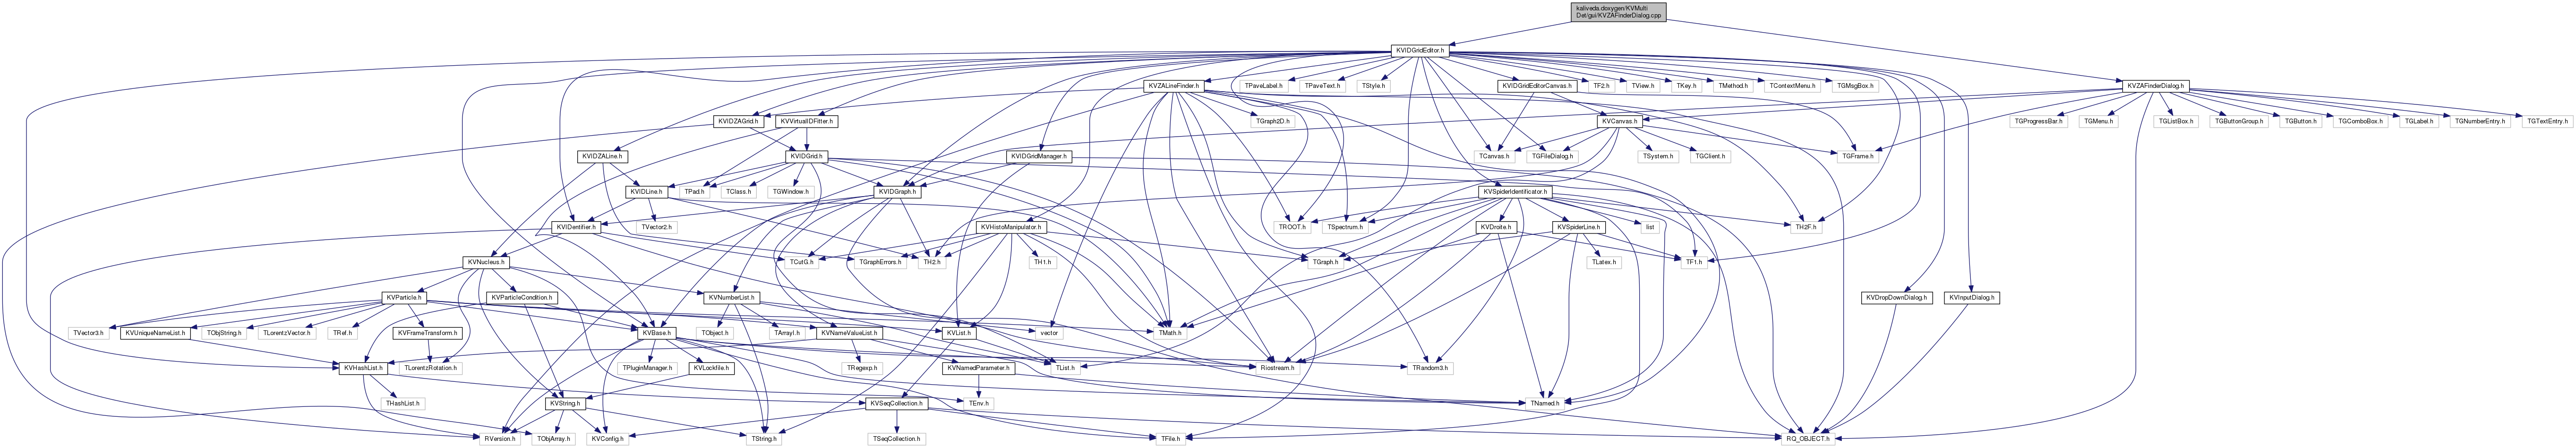 kaliveda.doxygen/KVMulti
Det/gui/KVZAFinderDialog.cpp
KVIDGridEditor.h
KVZALineFinder.h
TPaveLabel.h
TPaveText.h
TStyle.h
KVIDGridEditorCanvas.h
TF2.h
TView.h
TKey.h
TMethod.h
TContextMenu.h
TGMsgBox.h
KVZAFinderDialog.h
KVIDZAGrid.h
KVVirtualIDFitter.h
TGraph2D.h
KVCanvas.h
TGProgressBar.h
TGMenu.h
TGListBox.h
TGButtonGroup.h
TGButton.h
TGComboBox.h
TGLabel.h
TGNumberEntry.h
TGTextEntry.h
KVIDZALine.h
KVIDGrid.h
KVIDGridManager.h
TCanvas.h
TGFileDialog.h
TSystem.h
TGClient.h
TGFrame.h
KVIDLine.h
TPad.h
TClass.h
TGWindow.h
KVIDGraph.h
KVSpiderIdentificator.h
KVIDentifier.h
TVector2.h
KVHistoManipulator.h
TROOT.h
TSpectrum.h
KVDroite.h
KVSpiderLine.h
list
TH2F.h
KVNucleus.h
TCutG.h
TGraphErrors.h
TH2.h
TH1.h
TGraph.h
TLatex.h
TF1.h
KVParticle.h
KVParticleCondition.h
KVNumberList.h
KVDropDownDialog.h
KVInputDialog.h
TVector3.h
KVUniqueNameList.h
TObjString.h
TLorentzVector.h
TRef.h
KVFrameTransform.h
KVBase.h
TObject.h
TArrayI.h
KVNameValueList.h
KVList.h
vector
TMath.h
KVHashList.h
TLorentzRotation.h
TPluginManager.h
KVLockfile.h
TRegexp.h
KVNamedParameter.h
TList.h
Riostream.h
TRandom3.h
THashList.h
KVString.h
KVSeqCollection.h
TEnv.h
TNamed.h
RVersion.h
TObjArray.h
KVConfig.h
TString.h
TSeqCollection.h
TFile.h
RQ_OBJECT.h